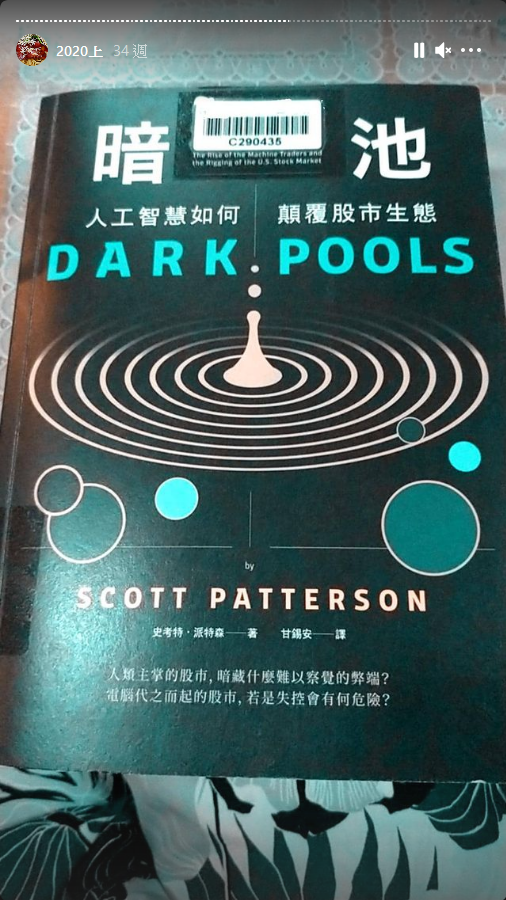 2020上 34週
C290435
The Rise of the Machine Traders and
the Rigging of the U.S. Stock Market
暗池
人工智慧如何 顛覆股市生態
DARK POOLS
by
SCOTT PATTERSON
史考特·派特森——著 甘錫安——譯
人類主掌的股市,暗藏什麼難以察覺的弊端?
電腦代之而起的股市,若是失控會有何危險?